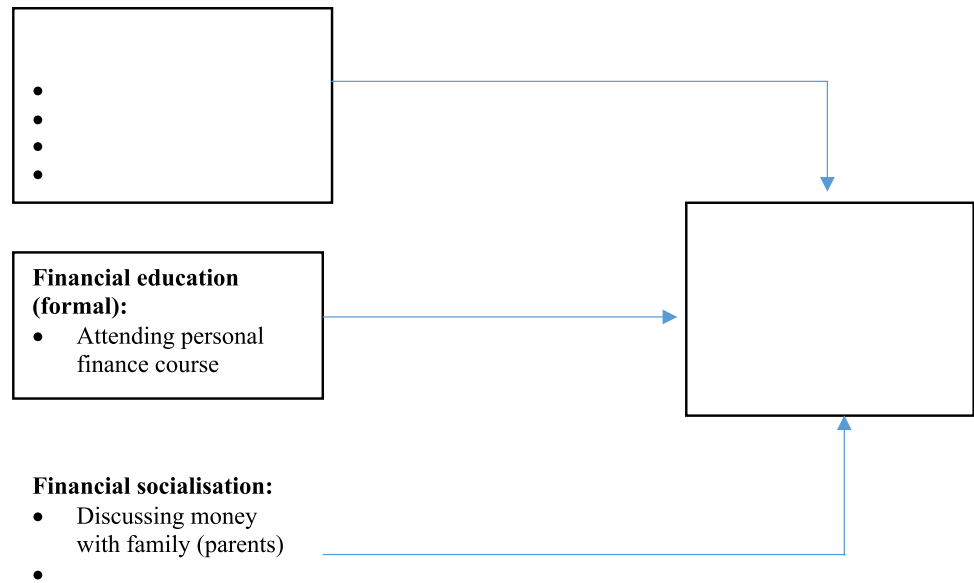 •
•
•
•
Financial education
(formal):
• Attending personal
finance course
Financial socialisation:
• Discussing money
with family (parents)
•